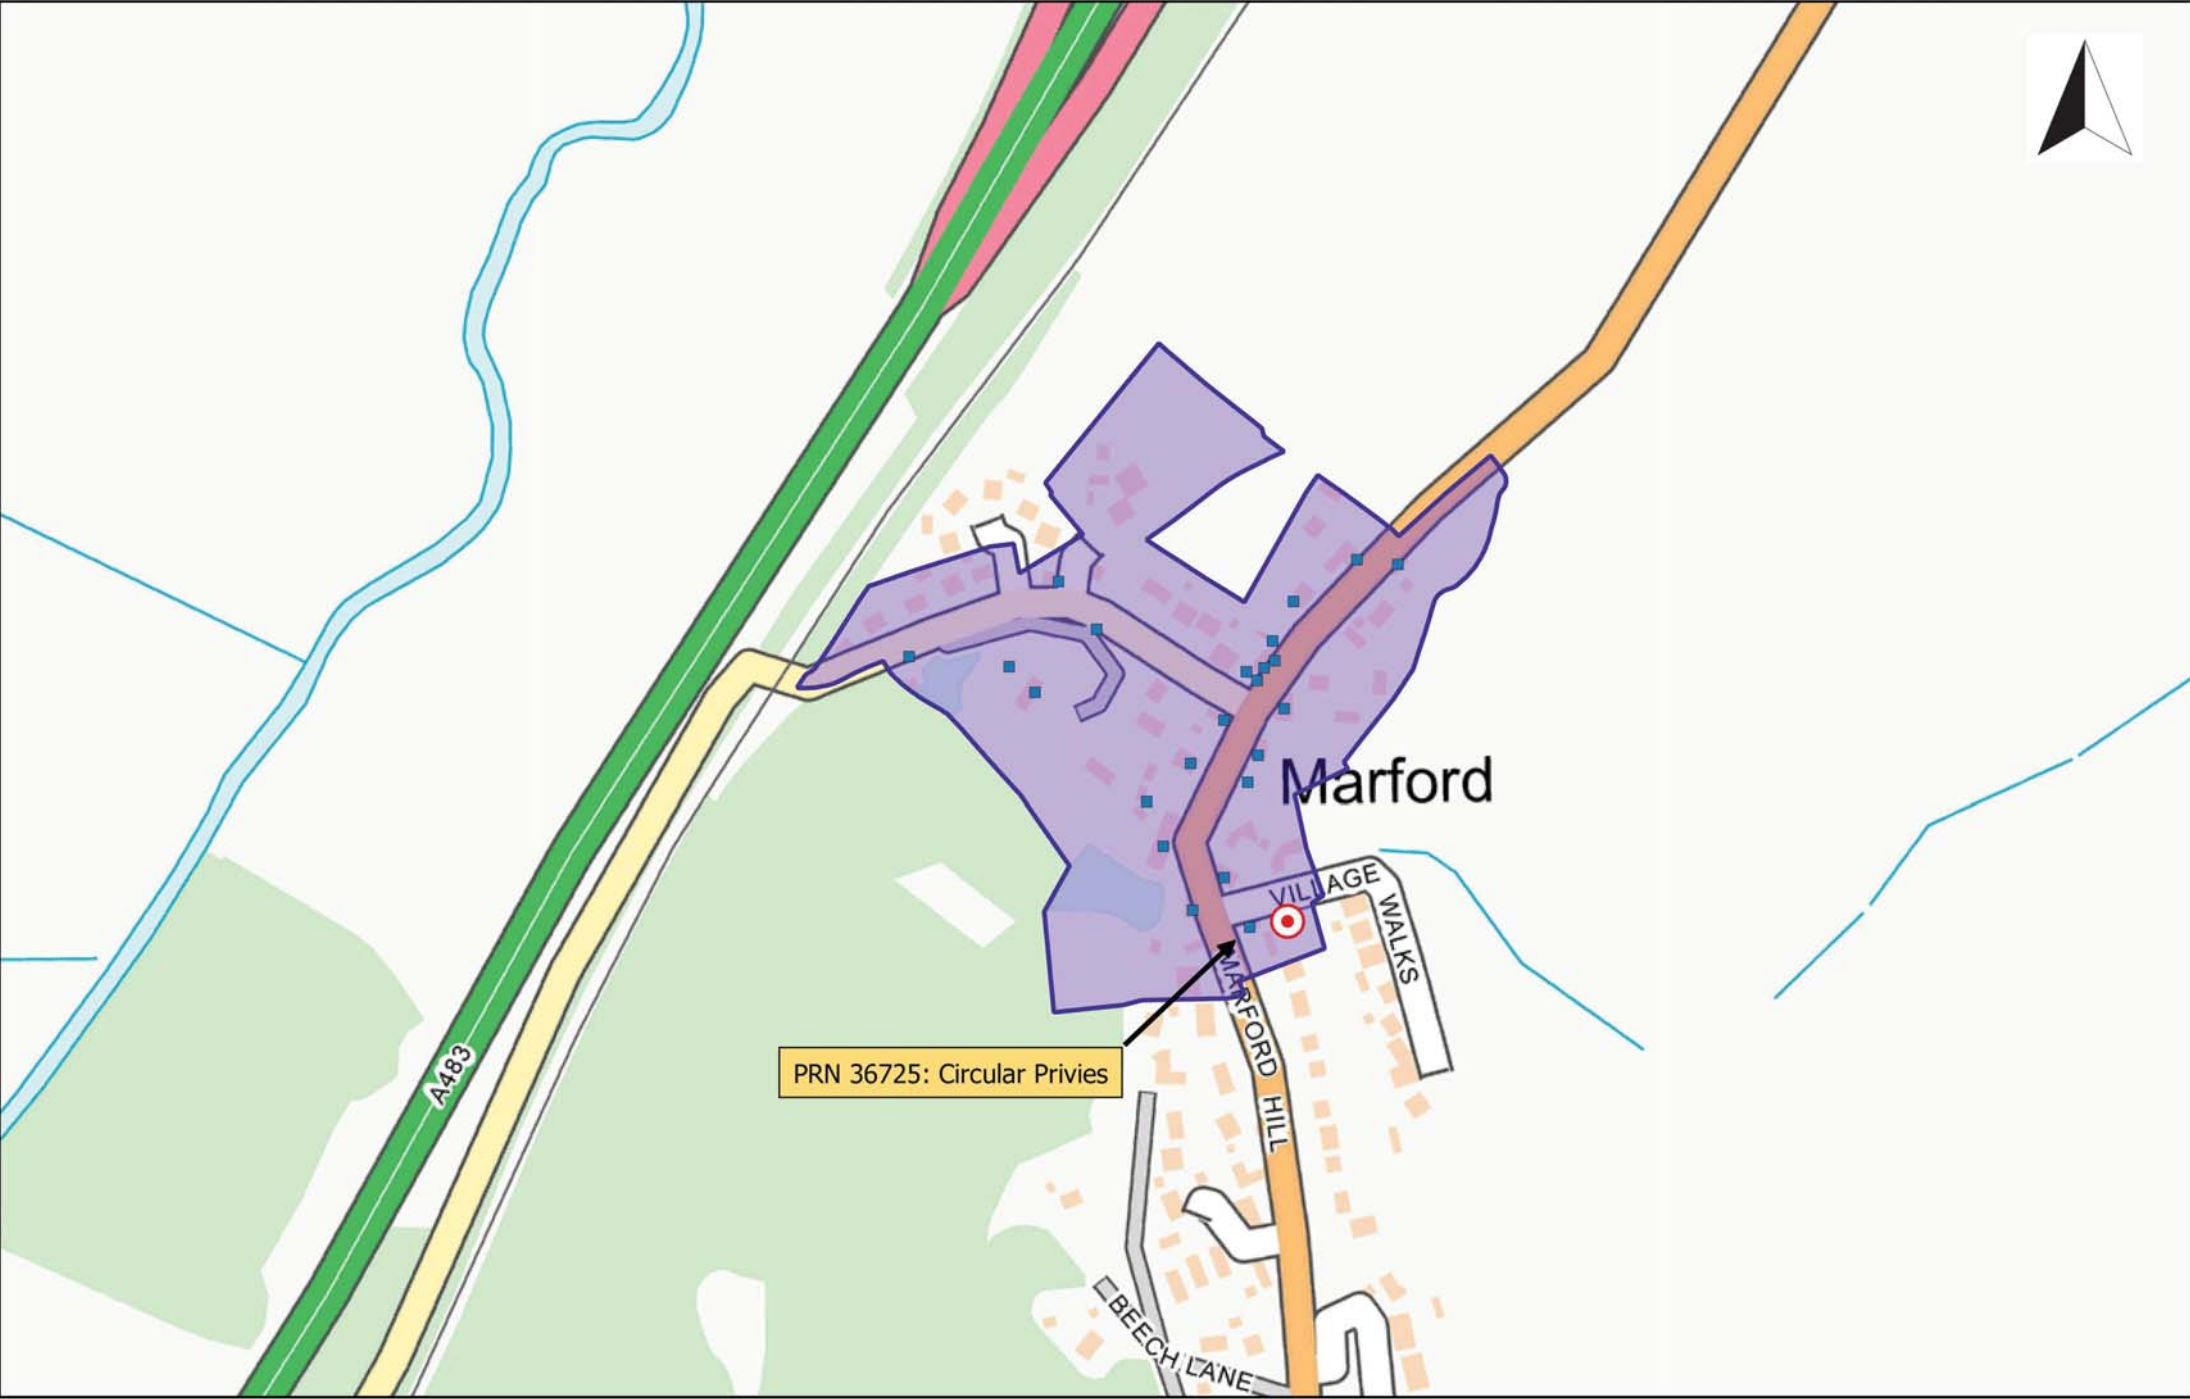 Marford
VILLAGE
WALKS
MARFORD HILL
A483
PRN 36725: Circular Privies
BEECH LANE